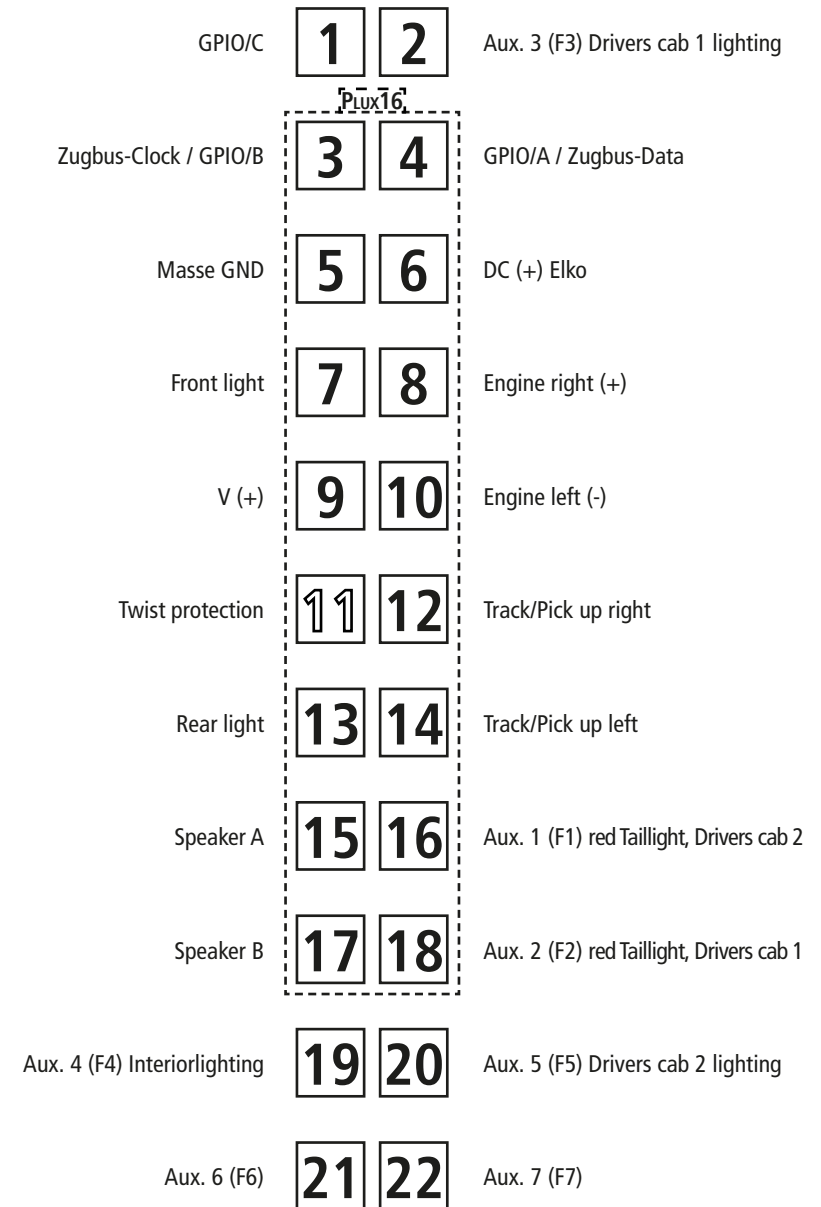 GPIO/C 1 2 Aux. 3 (F3) Drivers cab 1 lighting
PLUX16
Zugbus-Clock / GPIO/B 3 4 GPIO/A / Zugbus-Data
Masse GND 5 6 DC (+) Elko
Front light 7 8 Engine right (+)
V (+) 9 10 Engine left (-)
Twist protection 11 12 Track/Pick up right
Rear light 13 14 Track/Pick up left
Speaker A 15 16 Aux. 1 (F1) red Taillight, Drivers cab 2
Speaker B 17 18 Aux. 2 (F2) red Taillight, Drivers cab 1
Aux. 4 (F4) Interiorlighting 19 20 Aux. 5 (F5) Drivers cab 2 lighting
Aux. 6 (F6) 21 22 Aux. 7 (F7)